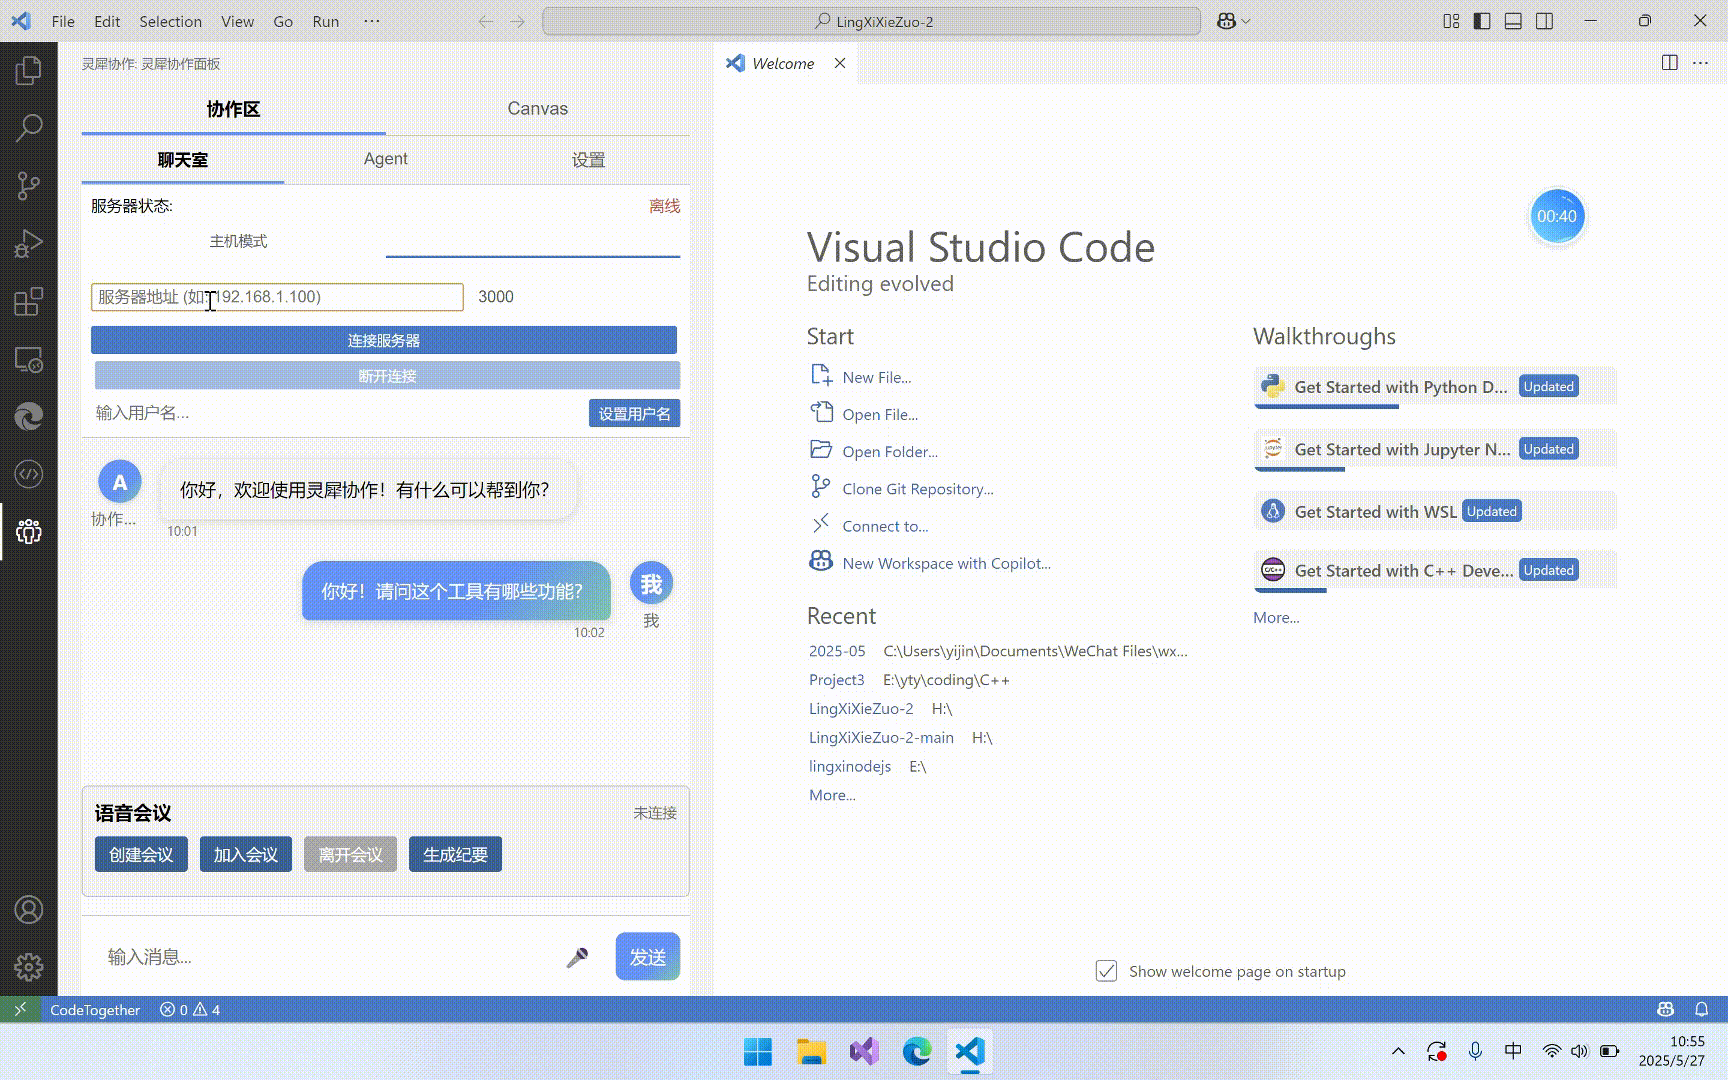 File Edit Selection View Go Run ···
LingXiXieZuo-2
灵犀协作: 灵犀协作面板
Welcome
协作区 Canvas
聊天室 Agent 设置
服务器状态: 离线
主机模式
服务器地址 (如: 192.168.1.100) 3000
连接服务器
断开连接
输入用户名... 设置用户名
A
你好，欢迎使用灵犀协作！有什么可以帮到你？
协作...
10:01
你好！请问这个工具有哪些功能？
我
我
10:02
语音会议 未连接
创建会议 加入会议 离开会议 生成纪要
输入消息... 发送
00:40
Visual Studio Code
Editing evolved
Start
New File...
Open File...
Open Folder...
Clone Git Repository...
Connect to...
New Workspace with Copilot...
Recent
2025-05 C:\Users\yijin\Documents\WeChat Files\wx...
Project3 E:\yty\coding\C++
LingXiXieZuo-2 H:\
LingXiXieZuo-2-main H:\
lingxinodejs E:\
More...
Walkthroughs
Get Started with Python D... Updated
Get Started with Jupyter N... Updated
Get Started with WSL Updated
Get Started with C++ Deve... Updated
More...
Show welcome page on startup
CodeTogether 0 4
中
10:55
2025/5/27